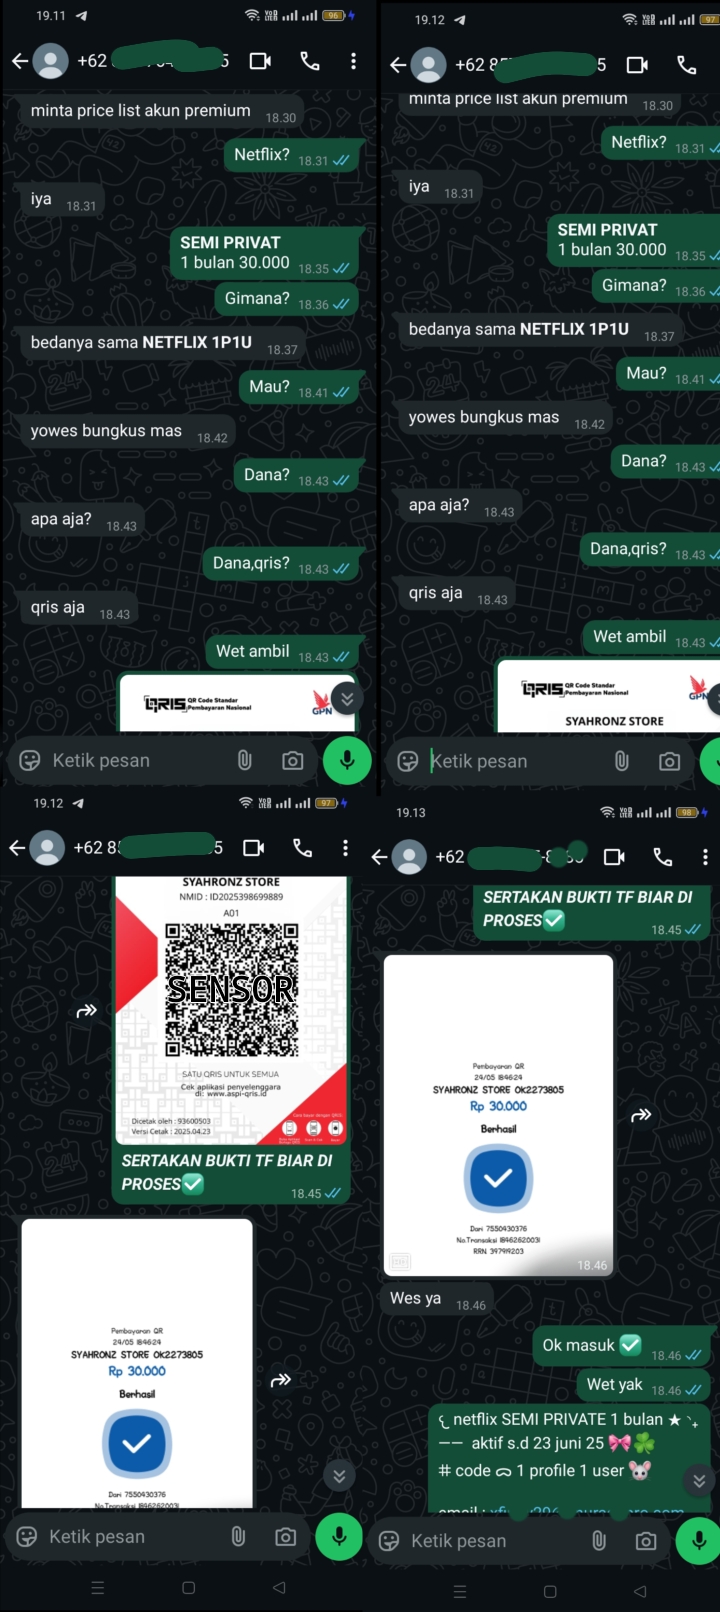 19.11
96
+62
5
minta price list akun premium 18.30
Netflix? 18.31
iya 18.31
SEMI PRIVAT
1 bulan 30.000 18.35
Gimana? 18.36
bedanya sama NETFLIX 1P1U 18.37
Mau? 18.41
yowes bungkus mas 18.42
Dana? 18.43
apa aja? 18.43
Dana,qris? 18.43
qris aja 18.43
Wet ambil 18.43
QRIS QR Code Standar
Pembayaran Nasional
GPN
Ketik pesan
19.12
97
+62 8
5
minta price list akun premium 18.30
Netflix? 18.31
iya 18.31
SEMI PRIVAT
1 bulan 30.000 18.35
Gimana? 18.36
bedanya sama NETFLIX 1P1U 18.37
Mau? 18.41
yowes bungkus mas 18.42
Dana? 18.43
apa aja? 18.43
Dana,qris? 18.43
qris aja 18.43
Wet ambil 18.43
QRIS QR Code Standar
Pembayaran Nasional
GPN
SYAHRONZ STORE
Ketik pesan
19.12
97
+62 8
5
SYAHRONZ STORE
NMID : ID2025398699889
A01
SENSOR
SATU QRIS UNTUK SEMUA
Cek aplikasi penyelenggara
di: www.aspi-qris.id
Dicetak oleh : 93600503
Versi Cetak : 2025.04.23
SERTAKAN BUKTI TF BIAR DI
PROSES✅
18.45
Pembayaran QR
24/05 184624
SYAHRONZ STORE OK2273805
Rp 30.000
Berhasil
Dari 7550430376
No.Transaksi 18462620031
Ketik pesan
19.13
98
+62
SERTAKAN BUKTI TF BIAR DI
PROSES✅
18.45
Pembayaran QR
24/05 184624
SYAHRONZ STORE OK2273805
Rp 30.000
Berhasil
Dari 7550430376
No.Transaksi 18462620031
RRN 397919203
18.46
Wes ya 18.46
Ok masuk ✅ 18.46
Wet yak 18.46
netflix SEMI PRIVATE 1 bulan ★
—— aktif s.d 23 juni 25 🎀🍀
# code 1 profile 1 user 🐭
email :
Ketik pesan